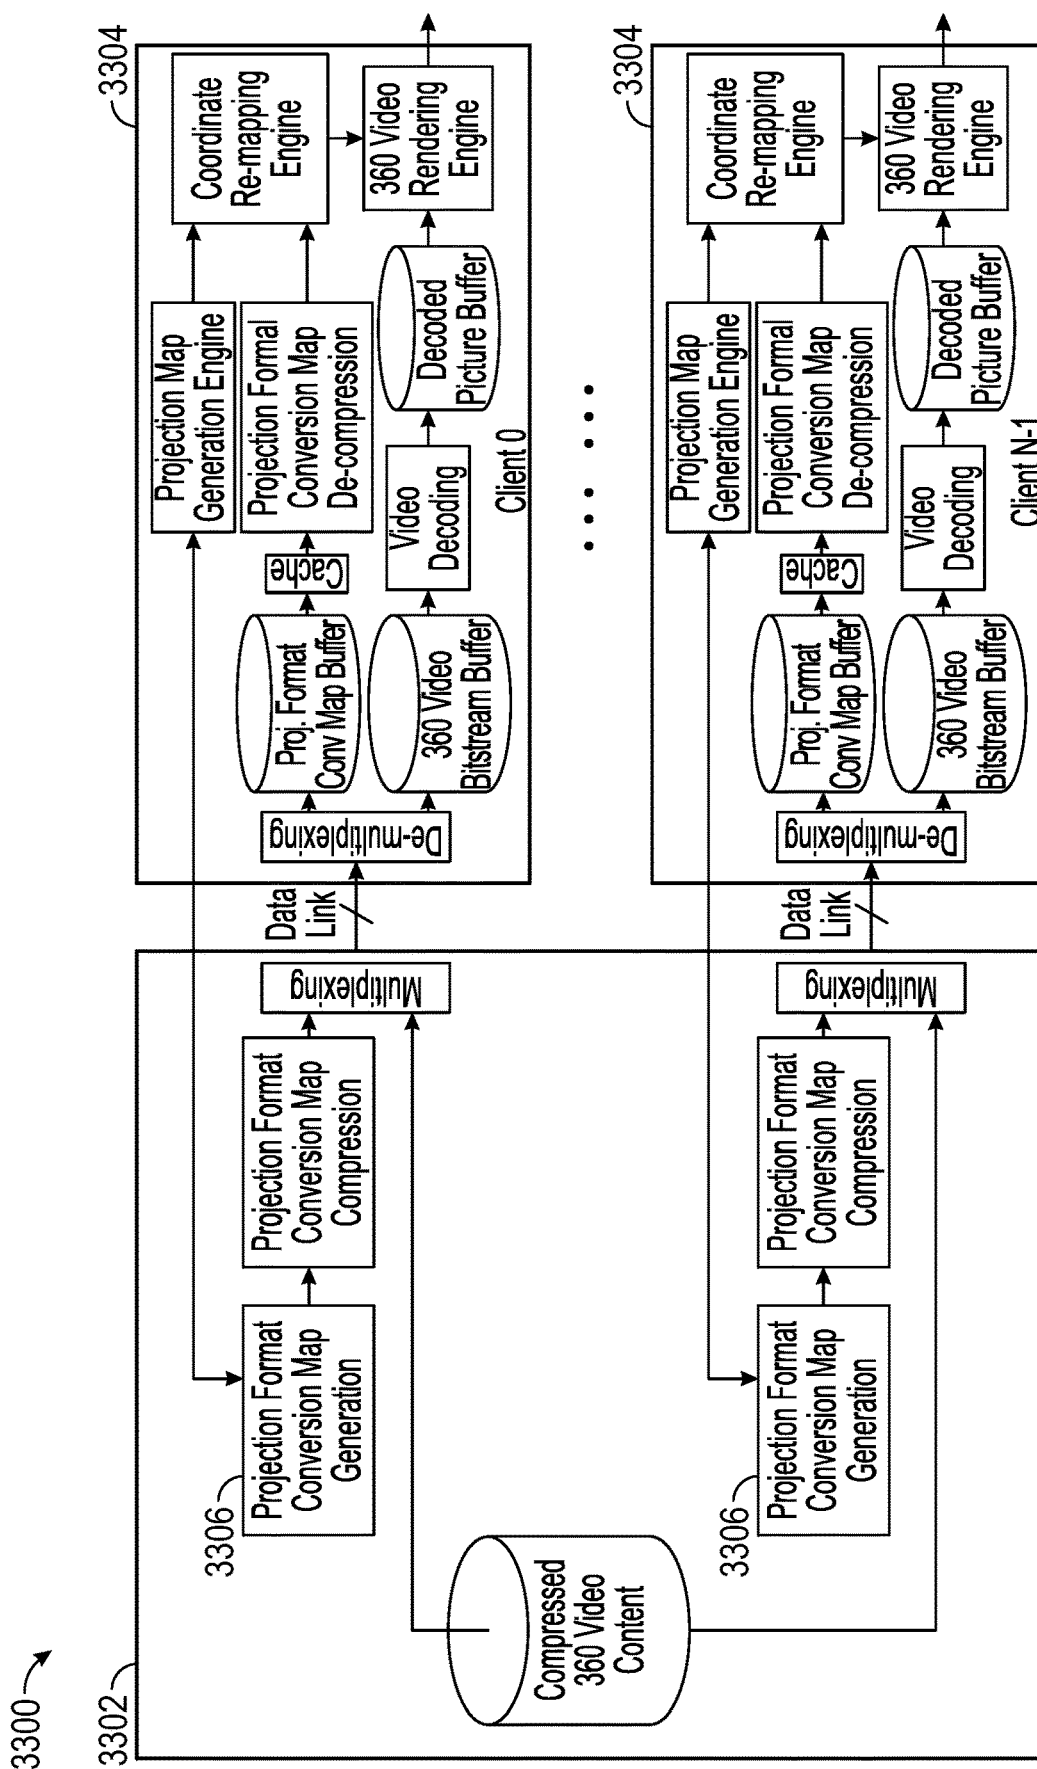 3300
3302
3306
Projection Format
Conversion Map
Generation
Projection Format
Conversion Map
Compression
Multiplexing
Compressed
360 Video
Content
3306
Projection Format
Conversion Map
Generation
Projection Format
Conversion Map
Compression
Multiplexing
Data
Link
3304
De-multiplexing
Proj. Format
Conv Map Buffer
Cache
Projection Map
Generation Engine
Projection Formal
Conversion Map
De-compression
Coordinate
Re-mapping
Engine
360 Video
Bitstream Buffer
Video
Decoding
Decoded
Picture Buffer
360 Video
Rendering
Engine
Client 0
Data
Link
3304
De-multiplexing
Proj. Format
Conv Map Buffer
Cache
Projection Map
Generation Engine
Projection Formal
Conversion Map
De-compression
Coordinate
Re-mapping
Engine
360 Video
Bitstream Buffer
Video
Decoding
Decoded
Picture Buffer
360 Video
Rendering
Engine
Client N-1